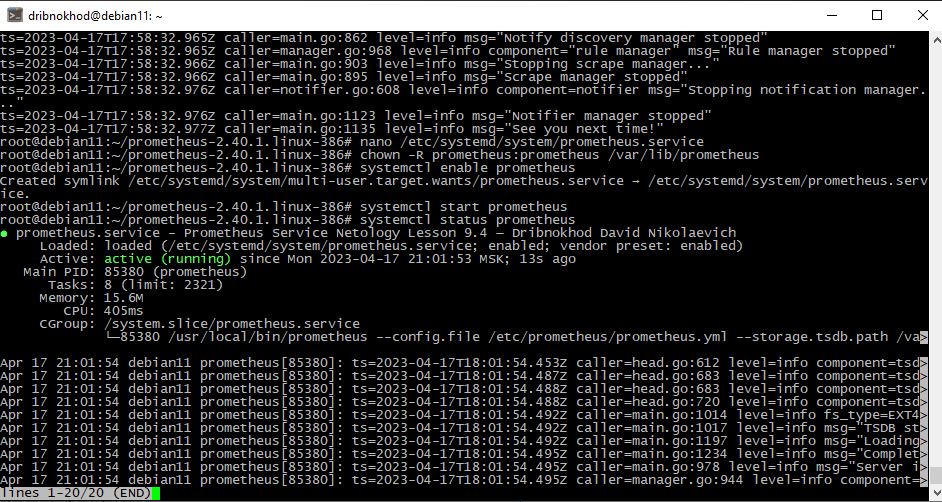 dribnokhod@debian11: ~
ts=2023-04-17T17:58:32.965Z caller=main.go:862 level=info msg="Notify discovery manager stopped"
ts=2023-04-17T17:58:32.965Z caller=manager.go:968 level=info component="rule manager" msg="Rule manager stopped"
ts=2023-04-17T17:58:32.966Z caller=main.go:903 level=info msg="Stopping scrape manager..."
ts=2023-04-17T17:58:32.966Z caller=main.go:895 level=info msg="Scrape manager stopped"
ts=2023-04-17T17:58:32.976Z caller=notifier.go:608 level=info component=notifier msg="Stopping notification manager.
.."
ts=2023-04-17T17:58:32.976Z caller=main.go:1123 level=info msg="Notifier manager stopped"
ts=2023-04-17T17:58:32.977Z caller=main.go:1135 level=info msg="See you next time!"
root@debian11:~/prometheus-2.40.1.linux-386# nano /etc/systemd/system/prometheus.service
root@debian11:~/prometheus-2.40.1.linux-386# chown -R prometheus:prometheus /var/lib/prometheus
root@debian11:~/prometheus-2.40.1.linux-386# systemctl enable prometheus
Created symlink /etc/systemd/system/multi-user.target.wants/prometheus.service → /etc/systemd/system/prometheus.serv
ice.
root@debian11:~/prometheus-2.40.1.linux-386# systemctl start prometheus
root@debian11:~/prometheus-2.40.1.linux-386# systemctl status prometheus
● prometheus.service - Prometheus Service Netology Lesson 9.4 — Dribnokhod David Nikolaevich
Loaded: loaded (/etc/systemd/system/prometheus.service; enabled; vendor preset: enabled)
Active: active (running) since Mon 2023-04-17 21:01:53 MSK; 13s ago
Main PID: 85380 (prometheus)
Tasks: 8 (limit: 2321)
Memory: 15.6M
CPU: 405ms
CGroup: /system.slice/prometheus.service
└─85380 /usr/local/bin/prometheus --config.file /etc/prometheus/prometheus.yml --storage.tsdb.path /va>
Apr 17 21:01:54 debian11 prometheus[85380]: ts=2023-04-17T18:01:54.453Z caller=head.go:612 level=info component=tsd>
Apr 17 21:01:54 debian11 prometheus[85380]: ts=2023-04-17T18:01:54.487Z caller=head.go:683 level=info component=tsd>
Apr 17 21:01:54 debian11 prometheus[85380]: ts=2023-04-17T18:01:54.488Z caller=head.go:683 level=info component=tsd>
Apr 17 21:01:54 debian11 prometheus[85380]: ts=2023-04-17T18:01:54.488Z caller=head.go:720 level=info component=tsd>
Apr 17 21:01:54 debian11 prometheus[85380]: ts=2023-04-17T18:01:54.492Z caller=main.go:1014 level=info fs_type=EXT4>
Apr 17 21:01:54 debian11 prometheus[85380]: ts=2023-04-17T18:01:54.492Z caller=main.go:1017 level=info msg="TSDB st>
Apr 17 21:01:54 debian11 prometheus[85380]: ts=2023-04-17T18:01:54.492Z caller=main.go:1197 level=info msg="Loading>
Apr 17 21:01:54 debian11 prometheus[85380]: ts=2023-04-17T18:01:54.495Z caller=main.go:1234 level=info msg="Complet>
Apr 17 21:01:54 debian11 prometheus[85380]: ts=2023-04-17T18:01:54.495Z caller=main.go:978 level=info msg="Server i>
Apr 17 21:01:54 debian11 prometheus[85380]: ts=2023-04-17T18:01:54.495Z caller=manager.go:944 level=info component=>
lines 1-20/20 (END)